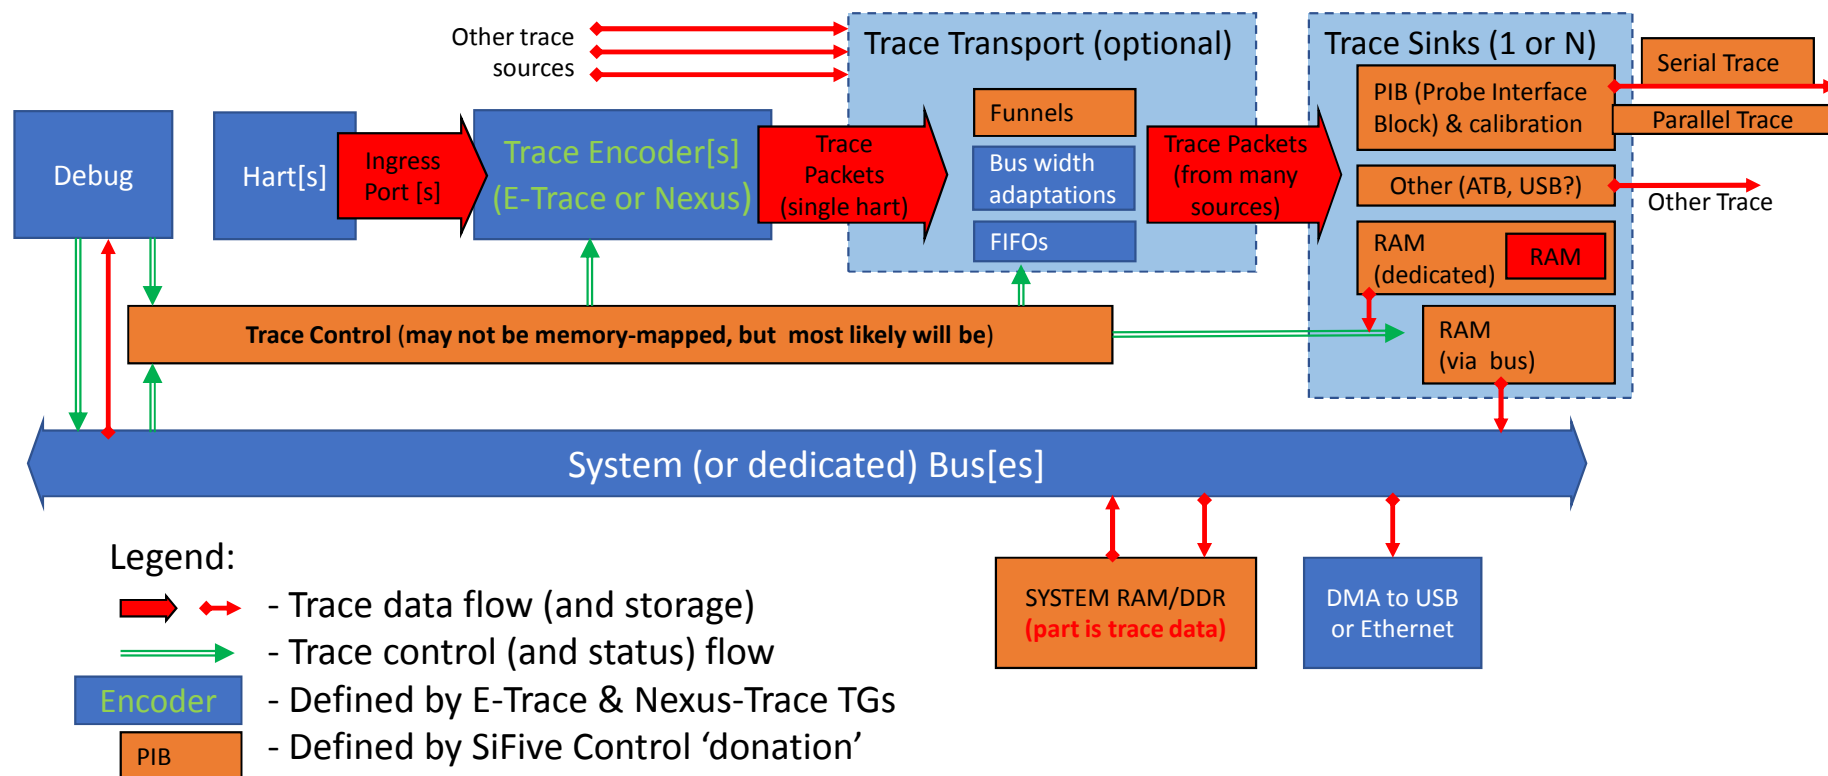 Other trace
sources
Trace Transport (optional)
Trace Sinks (1 or N)
Serial Trace
PIB (Probe Interface
Block) & calibration
Parallel Trace
Debug
Hart[s]
Ingress
Port [s]
Trace Encoder[s]
(E-Trace or Nexus)
Trace
Packets
(single hart)
Funnels
Bus width
adaptations
FIFOs
Trace Packets
(from many
sources)
Other (ATB, USB?)
Other Trace
RAM
(dedicated)
RAM
Trace Control (may not be memory-mapped, but  most likely will be)
RAM
(via  bus)
System (or dedicated) Bus[es]
SYSTEM RAM/DDR
(part is trace data)
DMA to USB
or Ethernet
Legend:
- Trace data flow (and storage)
- Trace control (and status) flow
Encoder - Defined by E-Trace & Nexus-Trace TGs
PIB - Defined by SiFive Control ‘donation’